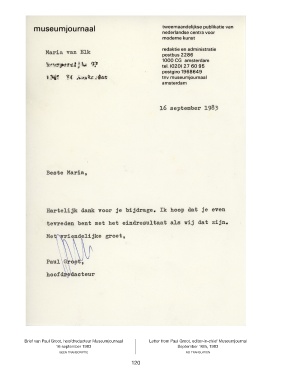 museumjournaal
tweemaandelijkse publikatie van
nederlandse centra voor
moderne kunst
redaktie en administratie
postbus 2286
1000 CG amsterdam
tel. (020) 27 60 95
postgiro 1968649
tnv museumjournaal
amsterdam
Maria van Elk
16 september 1983
Beste Maria,
Hartelijk dank voor je bijdrage. Ik hoop dat je even
tevreden bent met het eindresultaat als wij dat zijn.
Met vriendelijke groet,
Paul Groot,
hoofdredacteur
Brief van Paul Groot, hoofdredacteur Museumjournaal
16 september 1983
Letter from Paul Groot, editor-in-chief Museumjournaal
September 16th, 1983
120